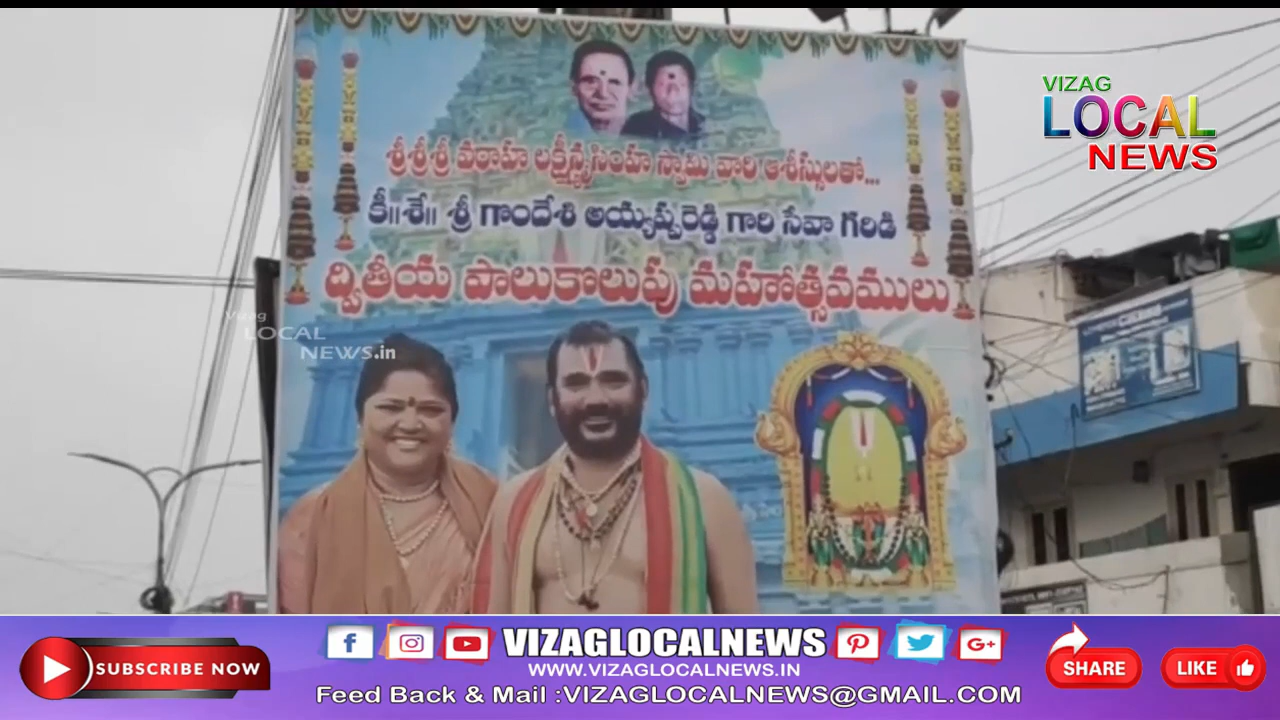 VIZAG
LOCAL
NEWS
శ్రీశ్రీశ్రీ వరాహ లక్ష్మీనృసింహ స్వామి వారి ఆశీస్సులతో...
కీ॥శే॥ శ్రీ గొందేశి అయ్యప్పరెడ్డి గారి సేవా గరిడి
ద్వితీయ పాలుకొలుపు మహోత్సవములు
Vizag
LOCAL
NEWS.in
SUBSCRIBE NOW
VIZAGLOCALNEWS
WWW.VIZAGLOCALNEWS.IN
Feed Back & Mail :VIZAGLOCALNEWS@GMAIL.COM
SHARE
LIKE